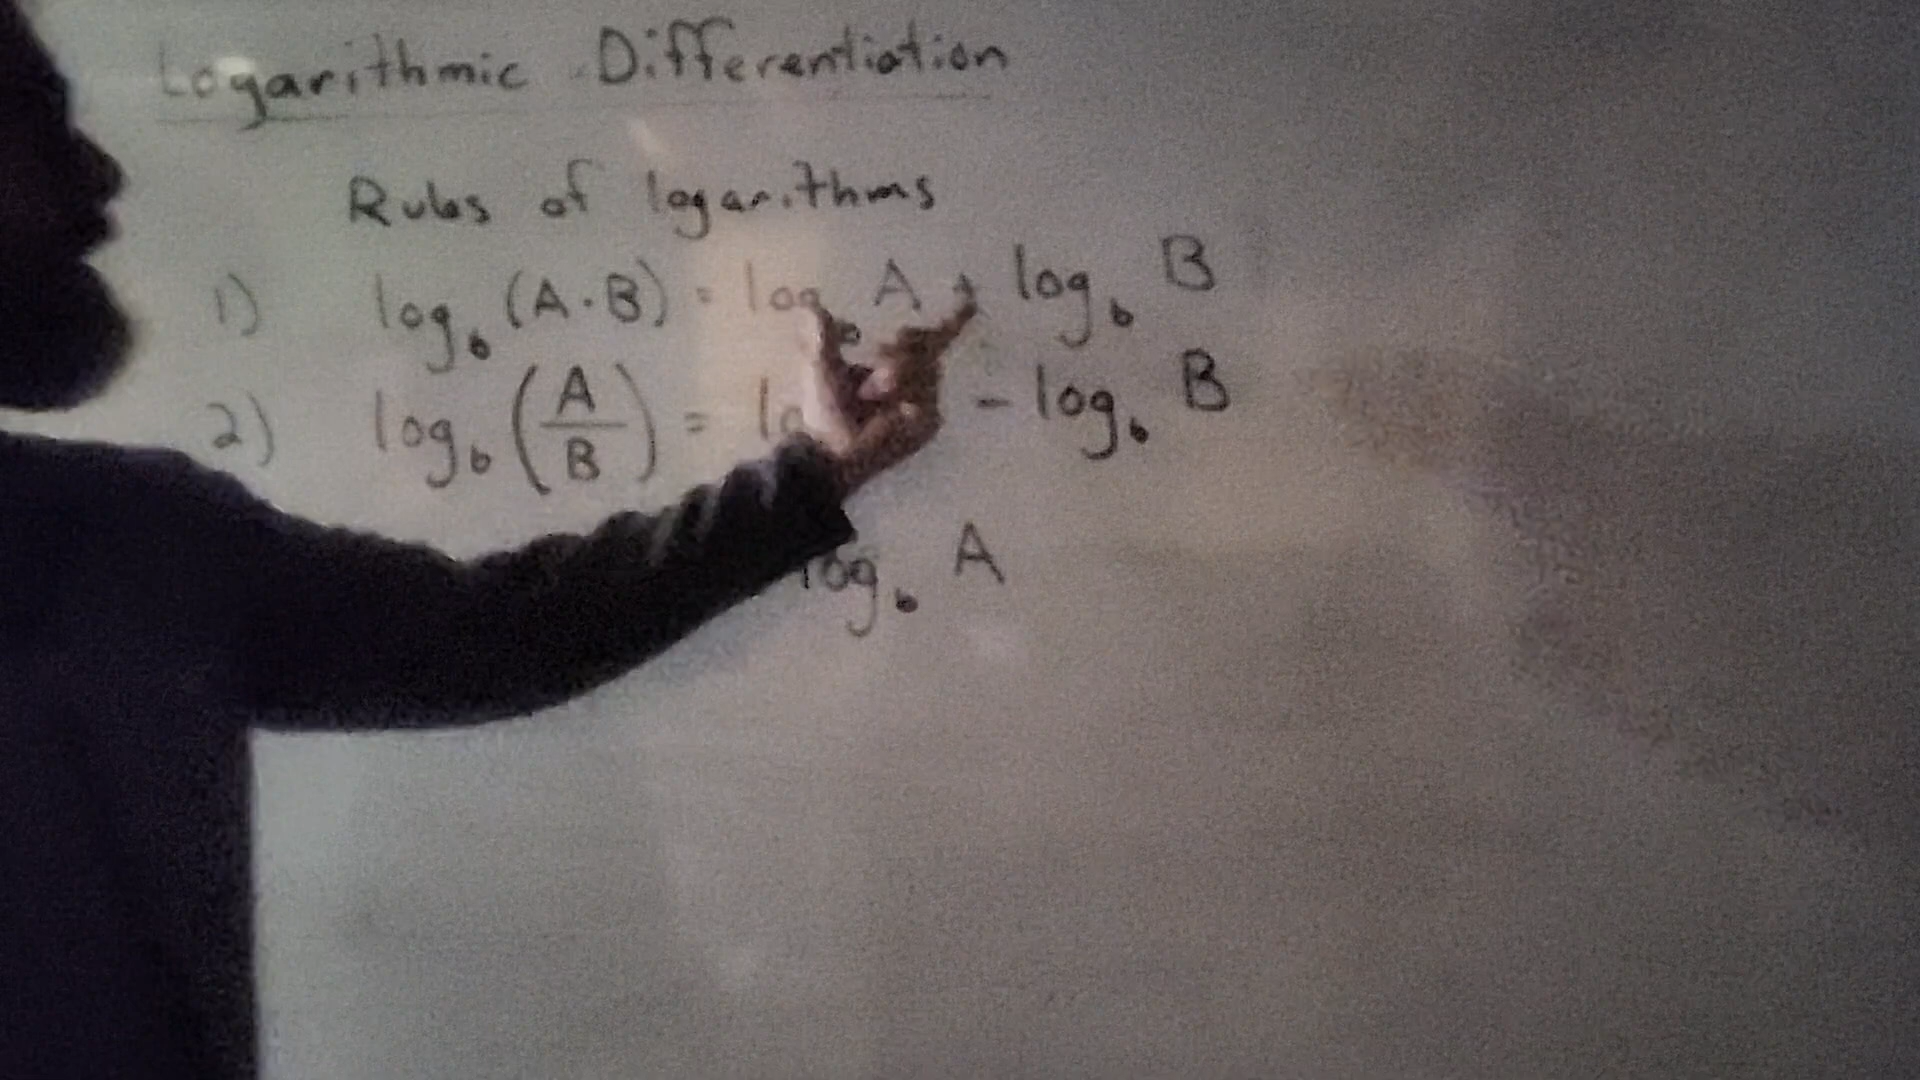 Logarithmic Differentiation
Rules of logarithms
1) log_b (A·B) = log_b A + log_b B
2) log_b (A/B) = - log_b B
log_b A